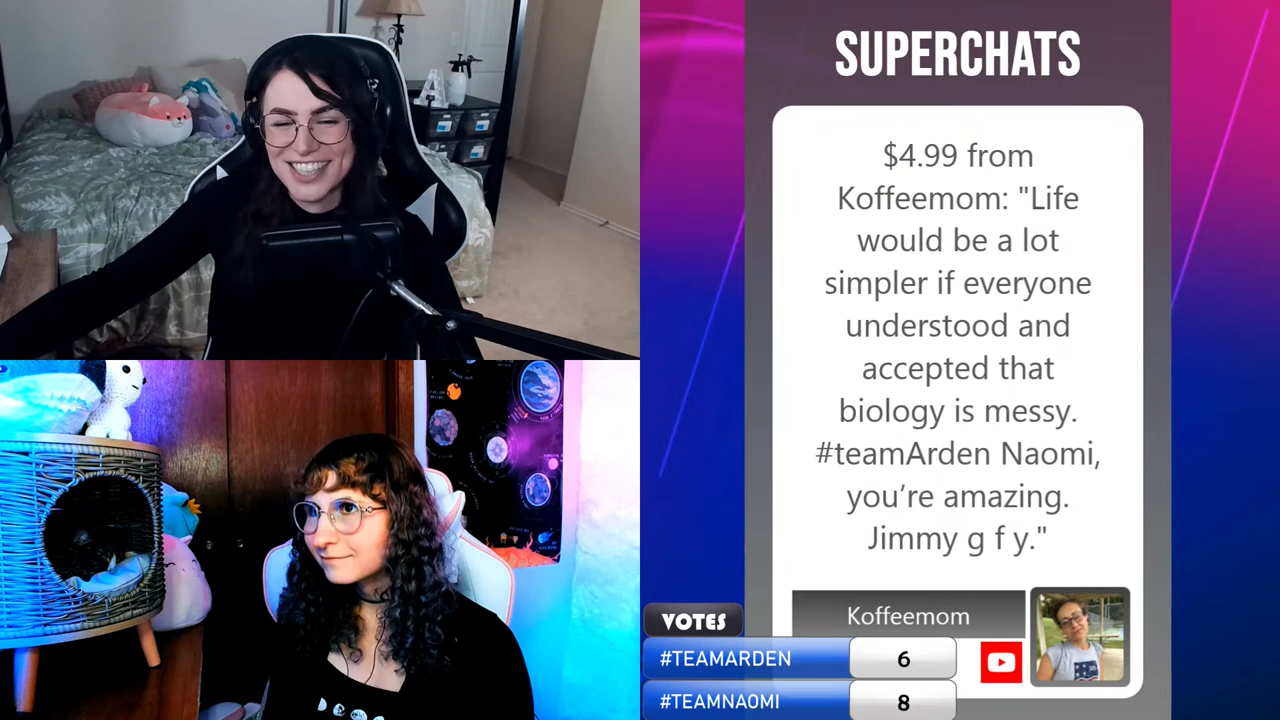 SUPERCHATS
$4.99 from
Koffeemom: "Life
would be a lot
simpler if everyone
understood and
accepted that
biology is messy.
#teamArden Naomi,
you’re amazing.
Jimmy g f y."
Koffeemom
VOTES
#TEAMARDEN 6
#TEAMNAOMI 8